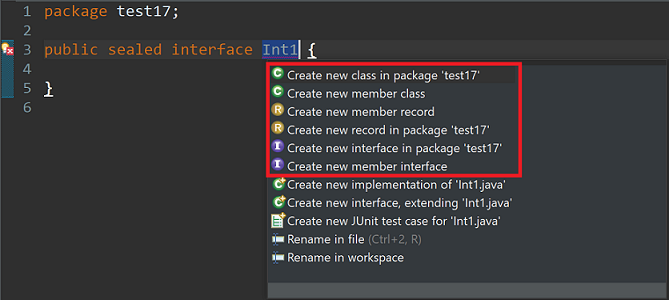 1 package test17;
2
3 public sealed interface Int1 {
4
5 }
6
C Create new class in package 'test17'
C Create new member class
R Create new member record
R Create new record in package 'test17'
I Create new interface in package 'test17'
I Create new member interface
Create new implementation of 'Int1.java'
Create new interface, extending 'Int1.java'
Create new JUnit test case for 'Int1.java'
Rename in file (Ctrl+2, R)
Rename in workspace